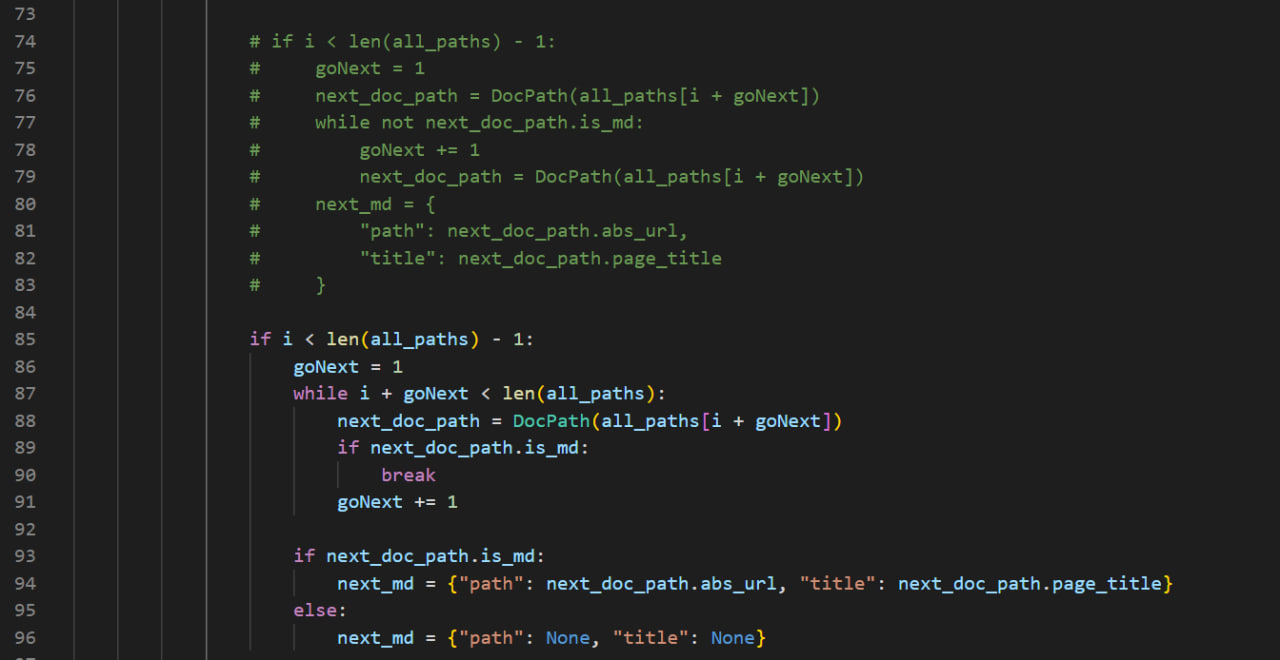 73
74 # if i < len(all_paths) - 1:
75 #     goNext = 1
76 #     next_doc_path = DocPath(all_paths[i + goNext])
77 #     while not next_doc_path.is_md:
78 #         goNext += 1
79 #         next_doc_path = DocPath(all_paths[i + goNext])
80 #     next_md = {
81 #         "path": next_doc_path.abs_url,
82 #         "title": next_doc_path.page_title
83 #     }
84
85 if i < len(all_paths) - 1:
86     goNext = 1
87     while i + goNext < len(all_paths):
88         next_doc_path = DocPath(all_paths[i + goNext])
89         if next_doc_path.is_md:
90             break
91         goNext += 1
92
93     if next_doc_path.is_md:
94         next_md = {"path": next_doc_path.abs_url, "title": next_doc_path.page_title}
95     else:
96         next_md = {"path": None, "title": None}